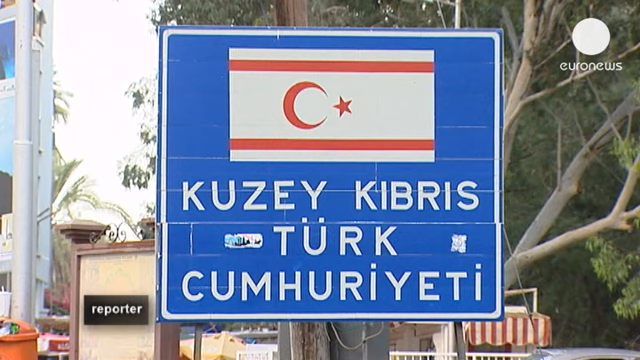 euronews
KUZEY KIBRIS
TÜRK
CUMHURİYETİ
reporter